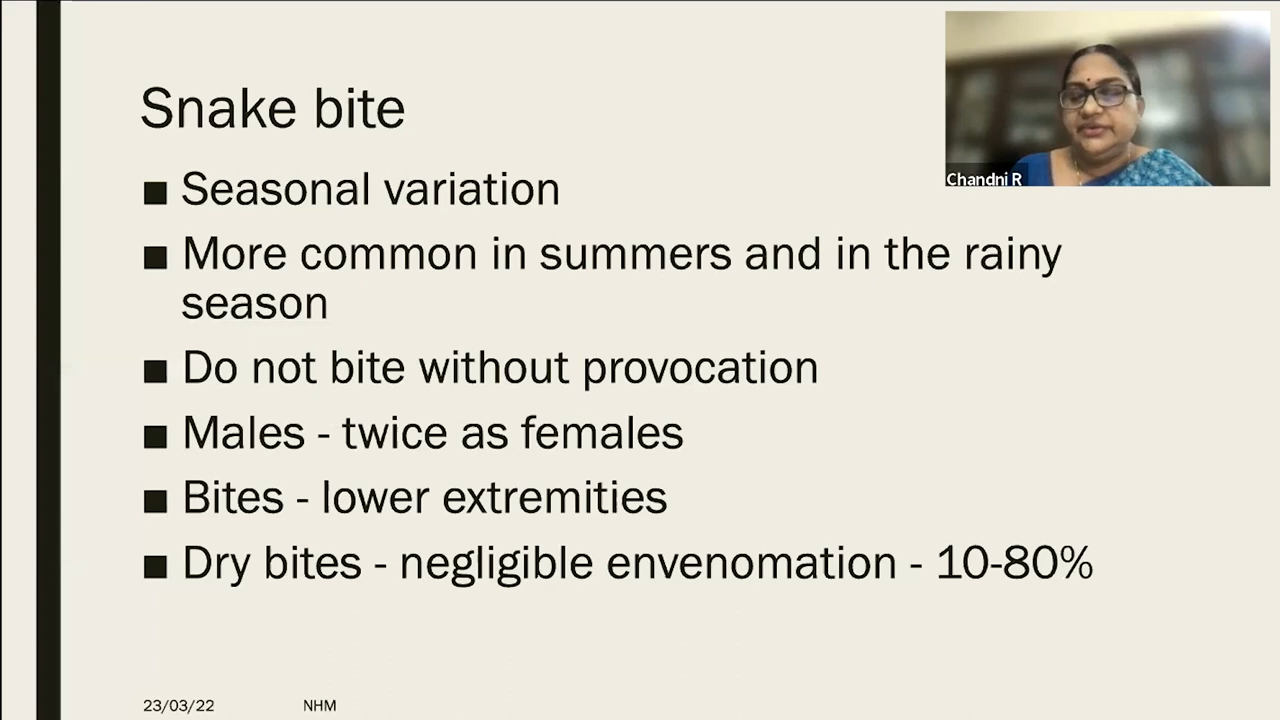 Snake bite
■ Seasonal variation
■ More common in summers and in the rainy
season
■ Do not bite without provocation
■ Males - twice as females
■ Bites - lower extremities
■ Dry bites - negligible envenomation - 10-80%
Chandni R
23/03/22 NHM